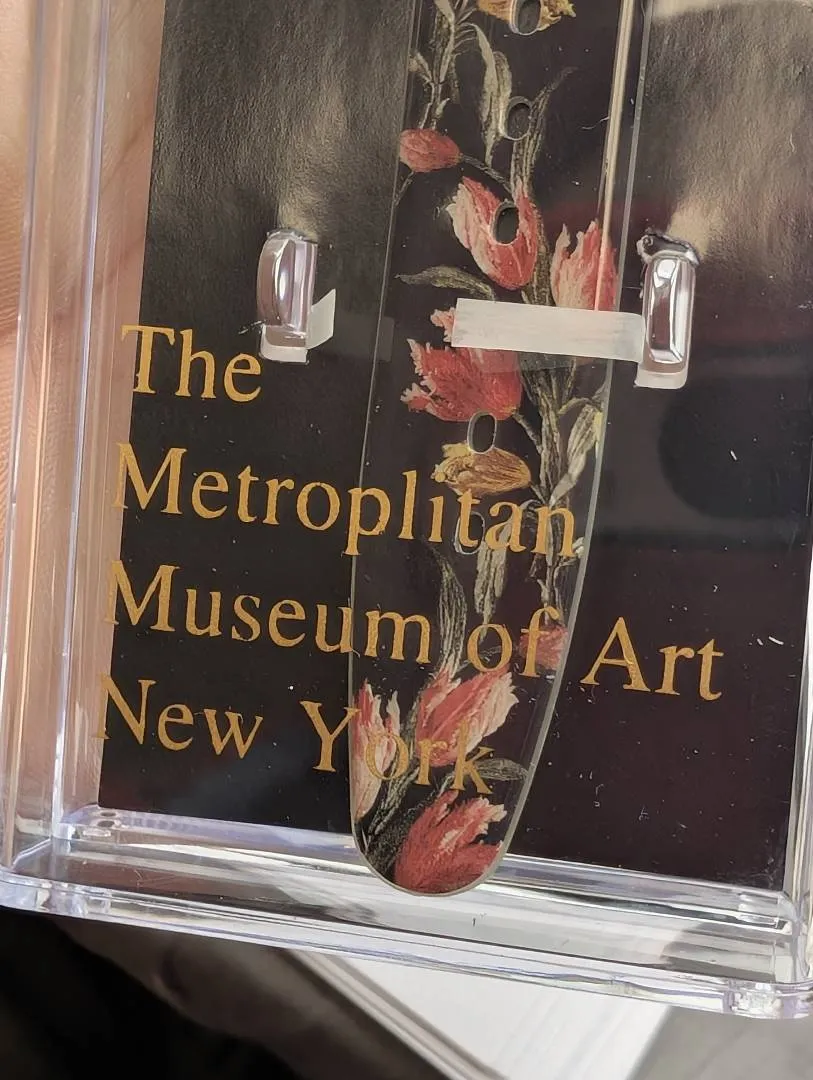 The
Metroplitan
Museum of Art
New York